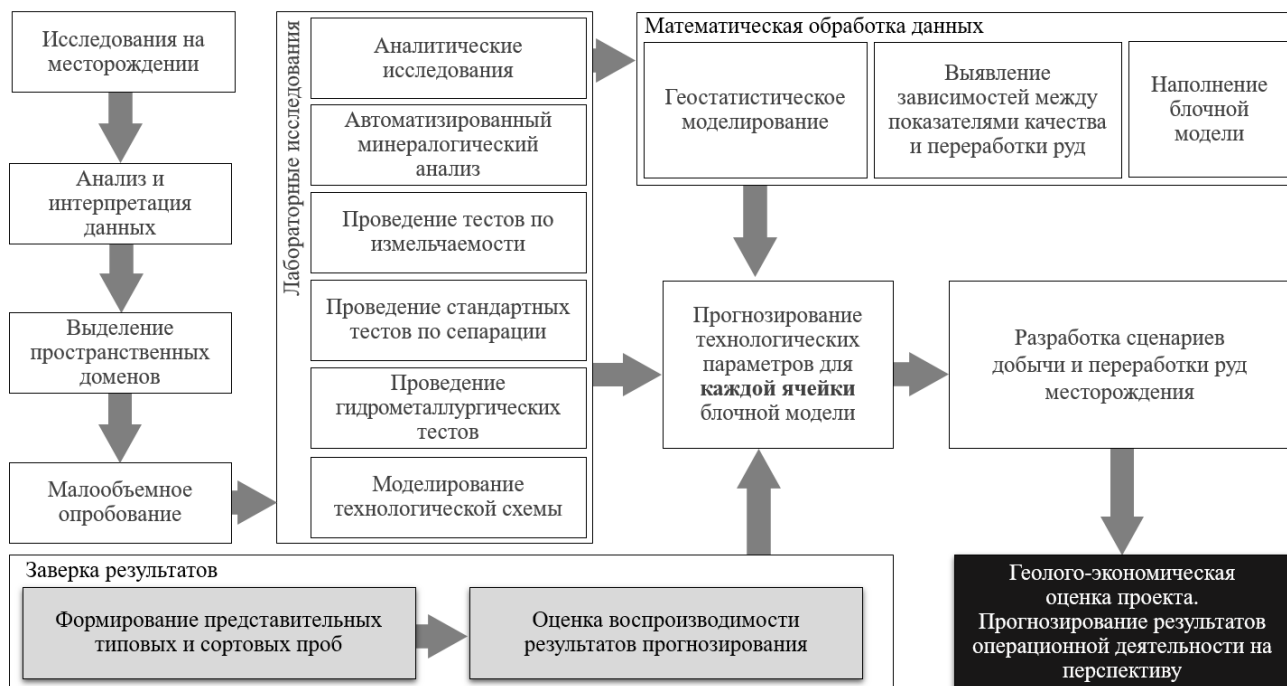 Исследования на
месторождении
Анализ и
интерпретация
данных
Выделение
пространственных
доменов
Малообъемное
опробование
Лабораторные исследования
Аналитические
исследования
Автоматизированный
минералогический
анализ
Проведение тестов по
измельчаемости
Проведение стандартных
тестов по сепарации
Проведение
гидрометаллургических
тестов
Моделирование
технологической схемы
Математическая обработка данных
Геостатистическое
моделирование
Выявление
зависимостей между
показателями качества
и переработки руд
Наполнение
блочной
модели
Прогнозирование
технологических
параметров для
каждой ячейки
блочной модели
Разработка сценариев
добычи и переработки руд
месторождения
Заверка результатов
Формирование представительных
типовых и сортовых проб
Оценка воспроизводимости
результатов прогнозирования
Геолого-экономическая
оценка проекта.
Прогнозирование результатов
операционной деятельности на
перспективу